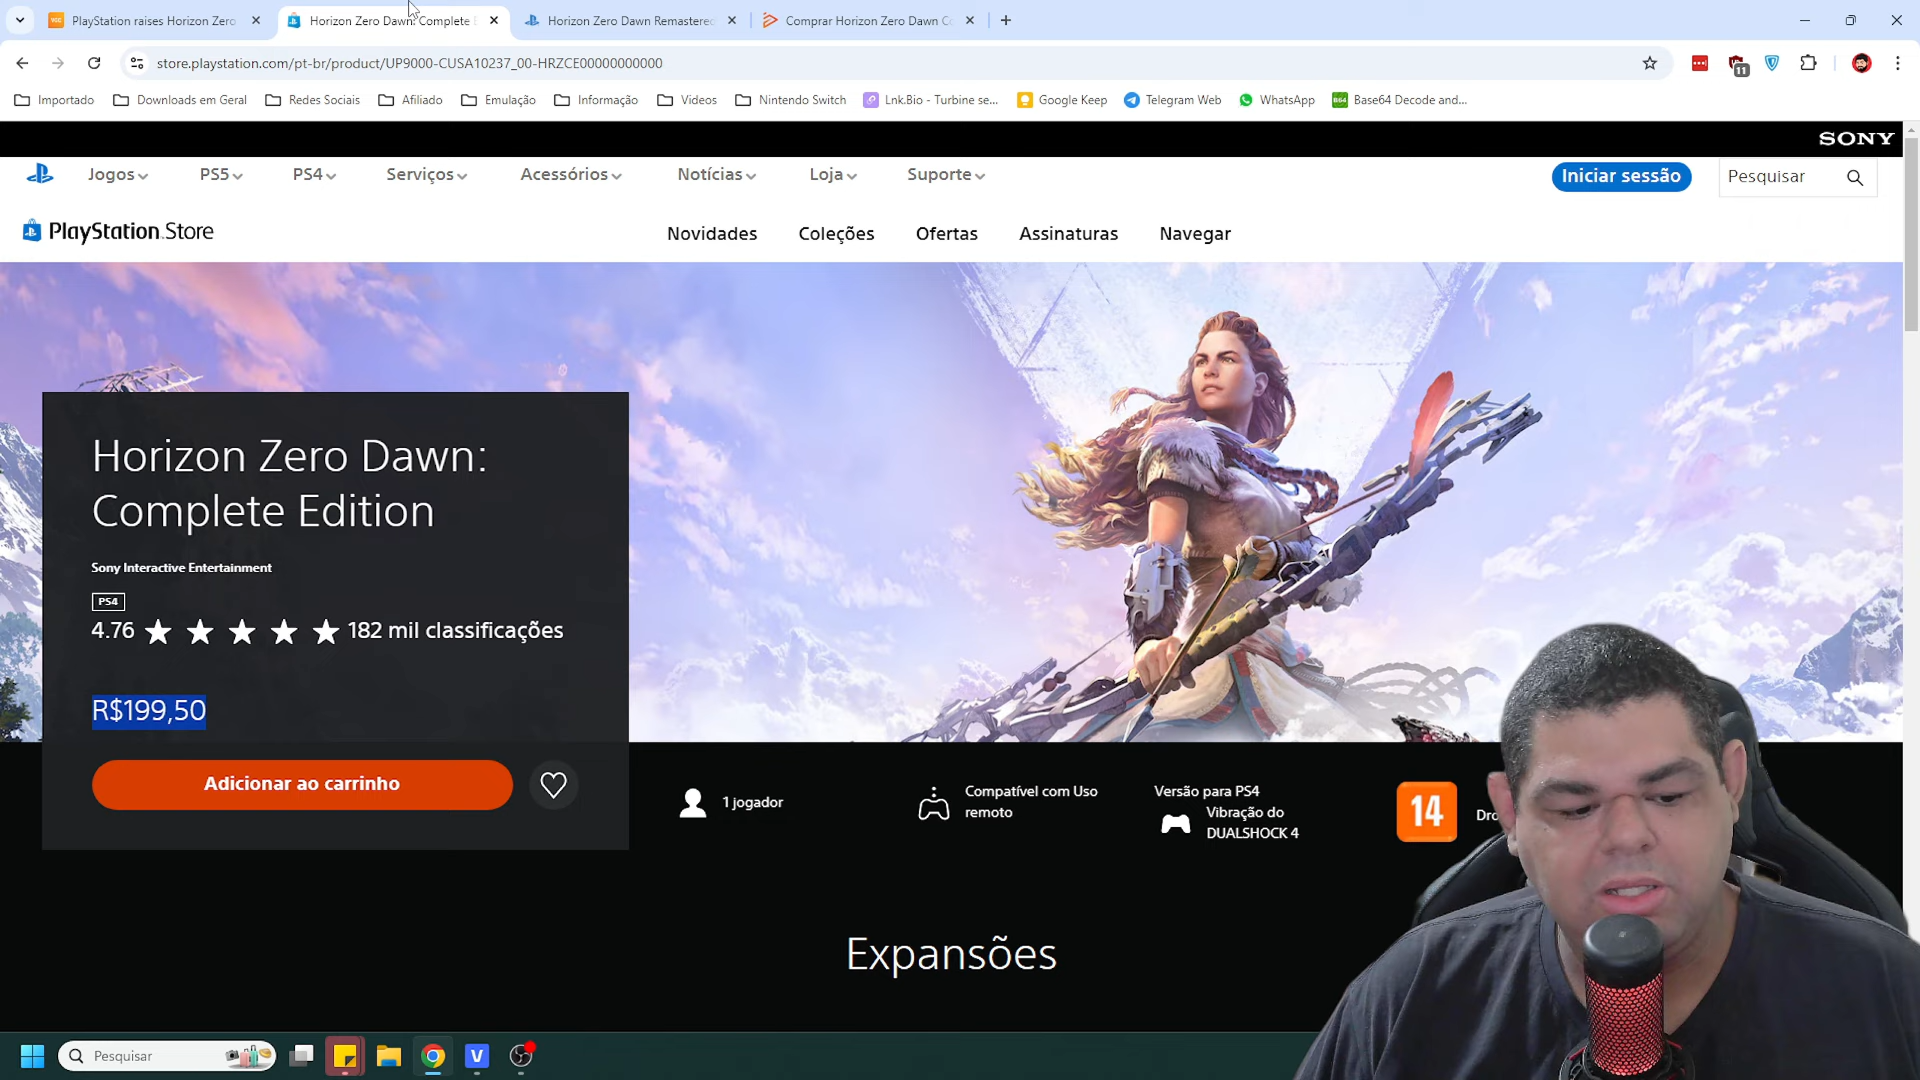 PlayStation raises Horizon Zero
Horizon Zero Dawn: Complete E
Horizon Zero Dawn Remastered
Comprar Horizon Zero Dawn Co
store.playstation.com/pt-br/product/UP9000-CUSA10237_00-HRZCE00000000000
11
Importado
Downloads em Geral
Redes Sociais
Afiliado
Emulação
Informação
Videos
Nintendo Switch
Lnk.Bio - Turbine se...
Google Keep
Telegram Web
WhatsApp
B64
Base64 Decode and...
SONY
Jogos
PS5
PS4
Serviços
Acessórios
Notícias
Loja
Suporte
Iniciar sessão
Pesquisar
PlayStation Store
Novidades
Coleções
Ofertas
Assinaturas
Navegar
Horizon Zero Dawn:
Complete Edition
Sony Interactive Entertainment
PS4
4.76
182 mil classificações
R$199,50
Adicionar ao carrinho
1 jogador
Compatível com Uso
remoto
Versão para PS4
Vibração do
DUALSHOCK 4
14
Expansões
Pesquisar
V